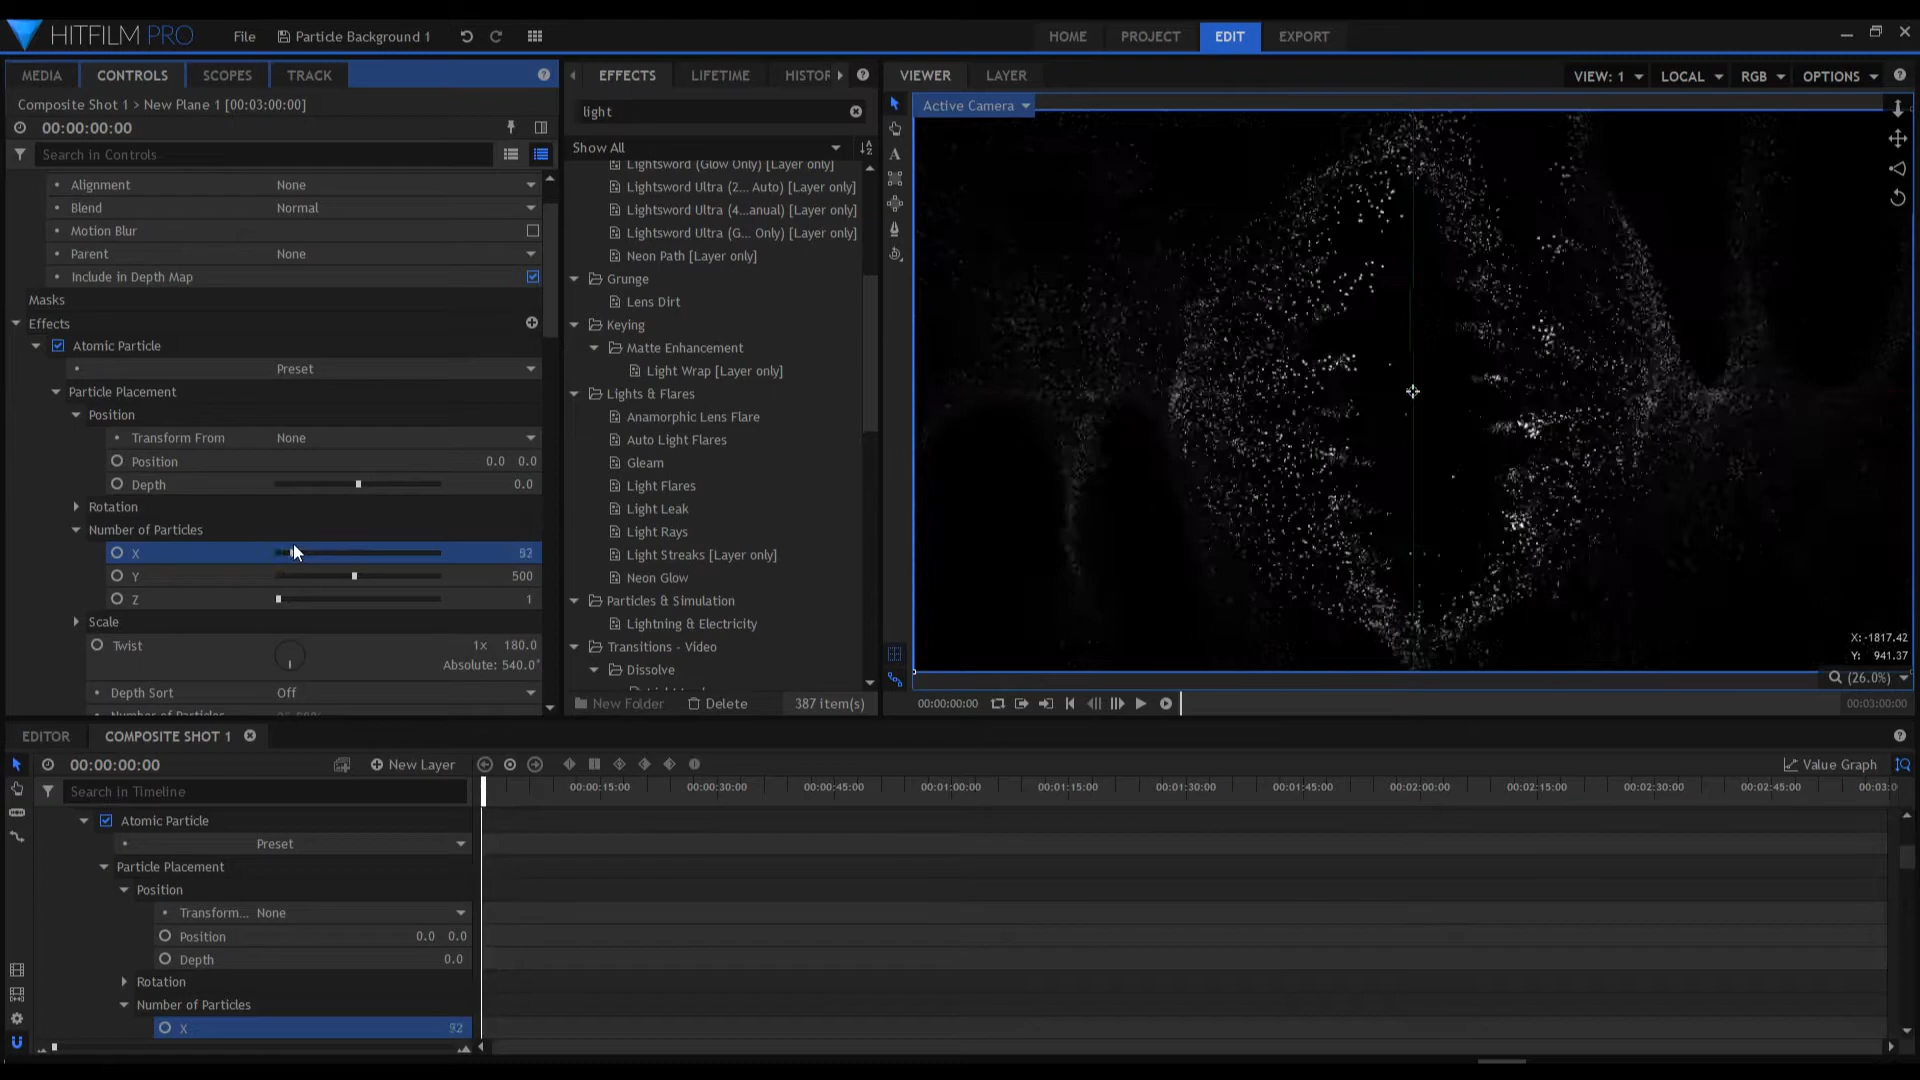 HITFILM PRO File Particle Background 1 HOME PROJECT EDIT EXPORT
MEDIA CONTROLS SCOPES TRACK
Composite Shot 1 > New Plane 1 [00:03:00:00]
00:00:00:00
Search in Controls
Alignment None
Blend Normal
Motion Blur
Parent None
Include in Depth Map
Masks
Effects
Atomic Particle
Preset
Particle Placement
Position
Transform From None
Position 0.0 0.0
Depth 0.0
Rotation
Number of Particles
X 92
Y 500
Z 1
Scale
Twist 1x 180.0
Absolute: 540.0°
Depth Sort Off
EFFECTS LIFETIME HISTOR
light
Show All
Lightsword (Glow Only) [Layer only]
Lightsword Ultra (2... Auto) [Layer only]
Lightsword Ultra (4...anual) [Layer only]
Lightsword Ultra (G... Only) [Layer only]
Neon Path [Layer only]
Grunge
Lens Dirt
Keying
Matte Enhancement
Light Wrap [Layer only]
Lights & Flares
Anamorphic Lens Flare
Auto Light Flares
Gleam
Light Flares
Light Leak
Light Rays
Light Streaks [Layer only]
Neon Glow
Particles & Simulation
Lightning & Electricity
Transitions - Video
Dissolve
New Folder Delete 387 item(s)
VIEWER LAYER VIEW: 1 LOCAL RGB OPTIONS
Active Camera
X: -1817.42
Y: 941.37
(26.0%)
00:00:00:00 00:03:00:00
EDITOR COMPOSITE SHOT 1
00:00:00:00 New Layer Value Graph
Search in Timeline
00:00:15:00 00:00:30:00 00:00:45:00 00:01:00:00 00:01:15:00 00:01:30:00 00:01:45:00 00:02:00:00 00:02:15:00 00:02:30:00 00:02:45:00 00:03:0
Atomic Particle
Preset
Particle Placement
Position
Transform... None
Position 0.0 0.0
Depth 0.0
Rotation
Number of Particles
X 92